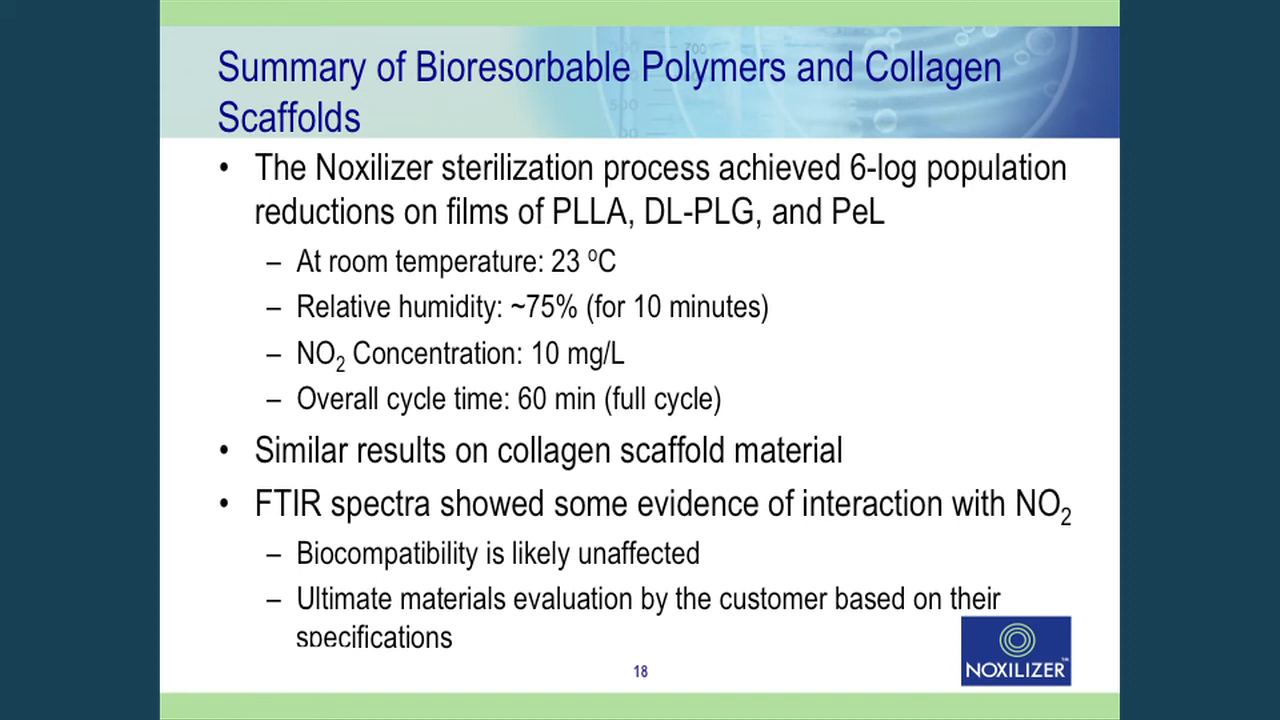 Summary of Bioresorbable Polymers and Collagen
Scaffolds
• The Noxilizer sterilization process achieved 6-log population
reductions on films of PLLA, DL-PLG, and PeL
– At room temperature: 23 ºC
– Relative humidity: ~75% (for 10 minutes)
– NO₂ Concentration: 10 mg/L
– Overall cycle time: 60 min (full cycle)
• Similar results on collagen scaffold material
• FTIR spectra showed some evidence of interaction with NO₂
– Biocompatibility is likely unaffected
– Ultimate materials evaluation by the customer based on their
specifications
18
NOXILIZER™